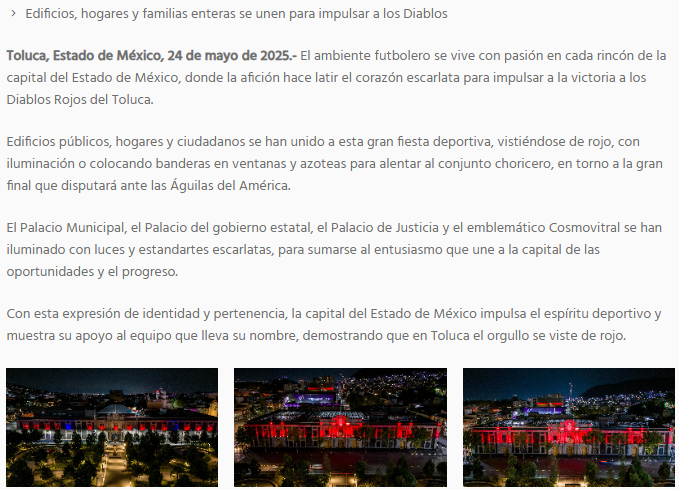 Edificios, hogares y familias enteras se unen para impulsar a los Diablos
Toluca, Estado de México, 24 de mayo de 2025.- El ambiente futbolero se vive con pasión en cada rincón de la
capital del Estado de México, donde la afición hace latir el corazón escarlata para impulsar a la victoria a los
Diablos Rojos del Toluca.
Edificios públicos, hogares y ciudadanos se han unido a esta gran fiesta deportiva, vistiéndose de rojo, con
iluminación o colocando banderas en ventanas y azoteas para alentar al conjunto choricero, en torno a la gran
final que disputará ante las Águilas del América.
El Palacio Municipal, el Palacio del gobierno estatal, el Palacio de Justicia y el emblemático Cosmovitral se han
iluminado con luces y estandartes escarlatas, para sumarse al entusiasmo que une a la capital de las
oportunidades y el progreso.
Con esta expresión de identidad y pertenencia, la capital del Estado de México impulsa el espíritu deportivo y
muestra su apoyo al equipo que lleva su nombre, demostrando que en Toluca el orgullo se viste de rojo.